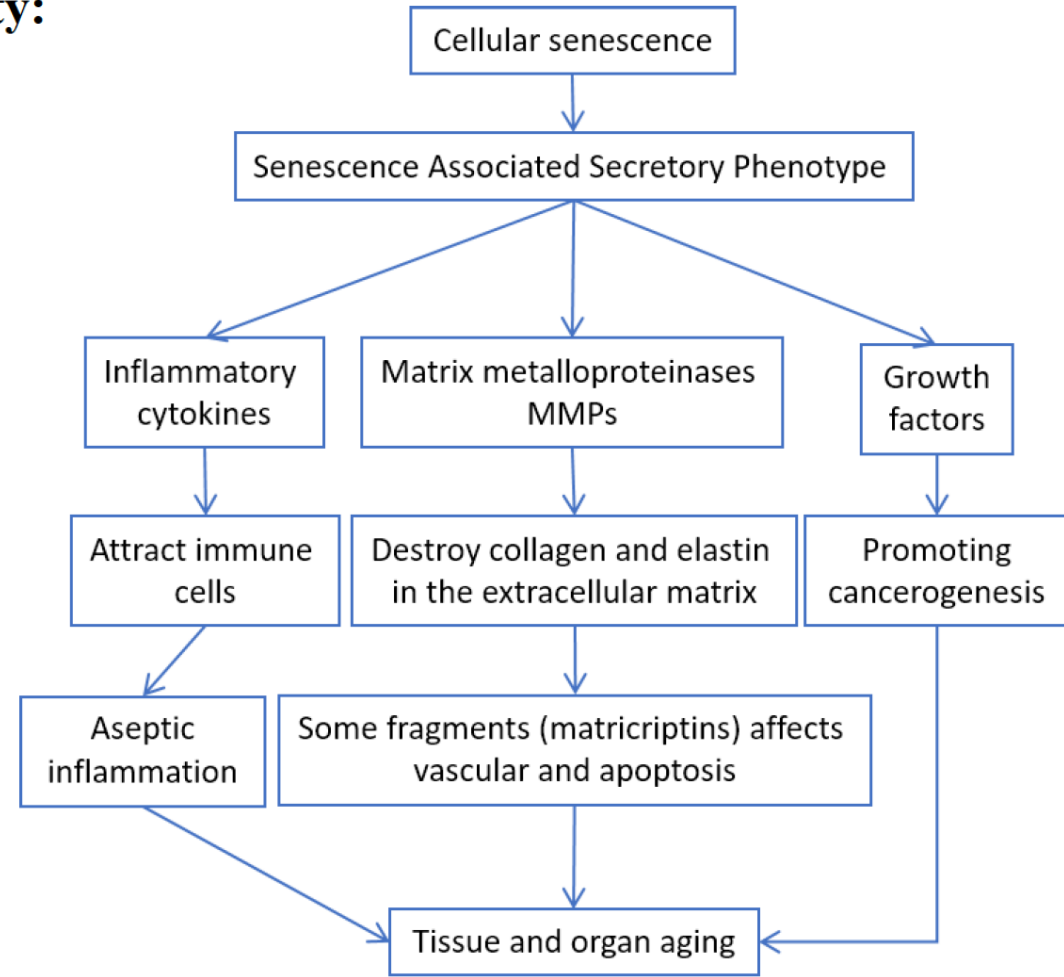 ty:
Cellular senescence
Senescence Associated Secretory Phenotype
Inflammatory
cytokines
Matrix metalloproteinases
MMPs
Growth
factors
Attract immune
cells
Destroy collagen and elastin
in the extracellular matrix
Promoting
cancerogenesis
Aseptic
inflammation
Some fragments (matricriptins) affects
vascular and apoptosis
Tissue and organ aging